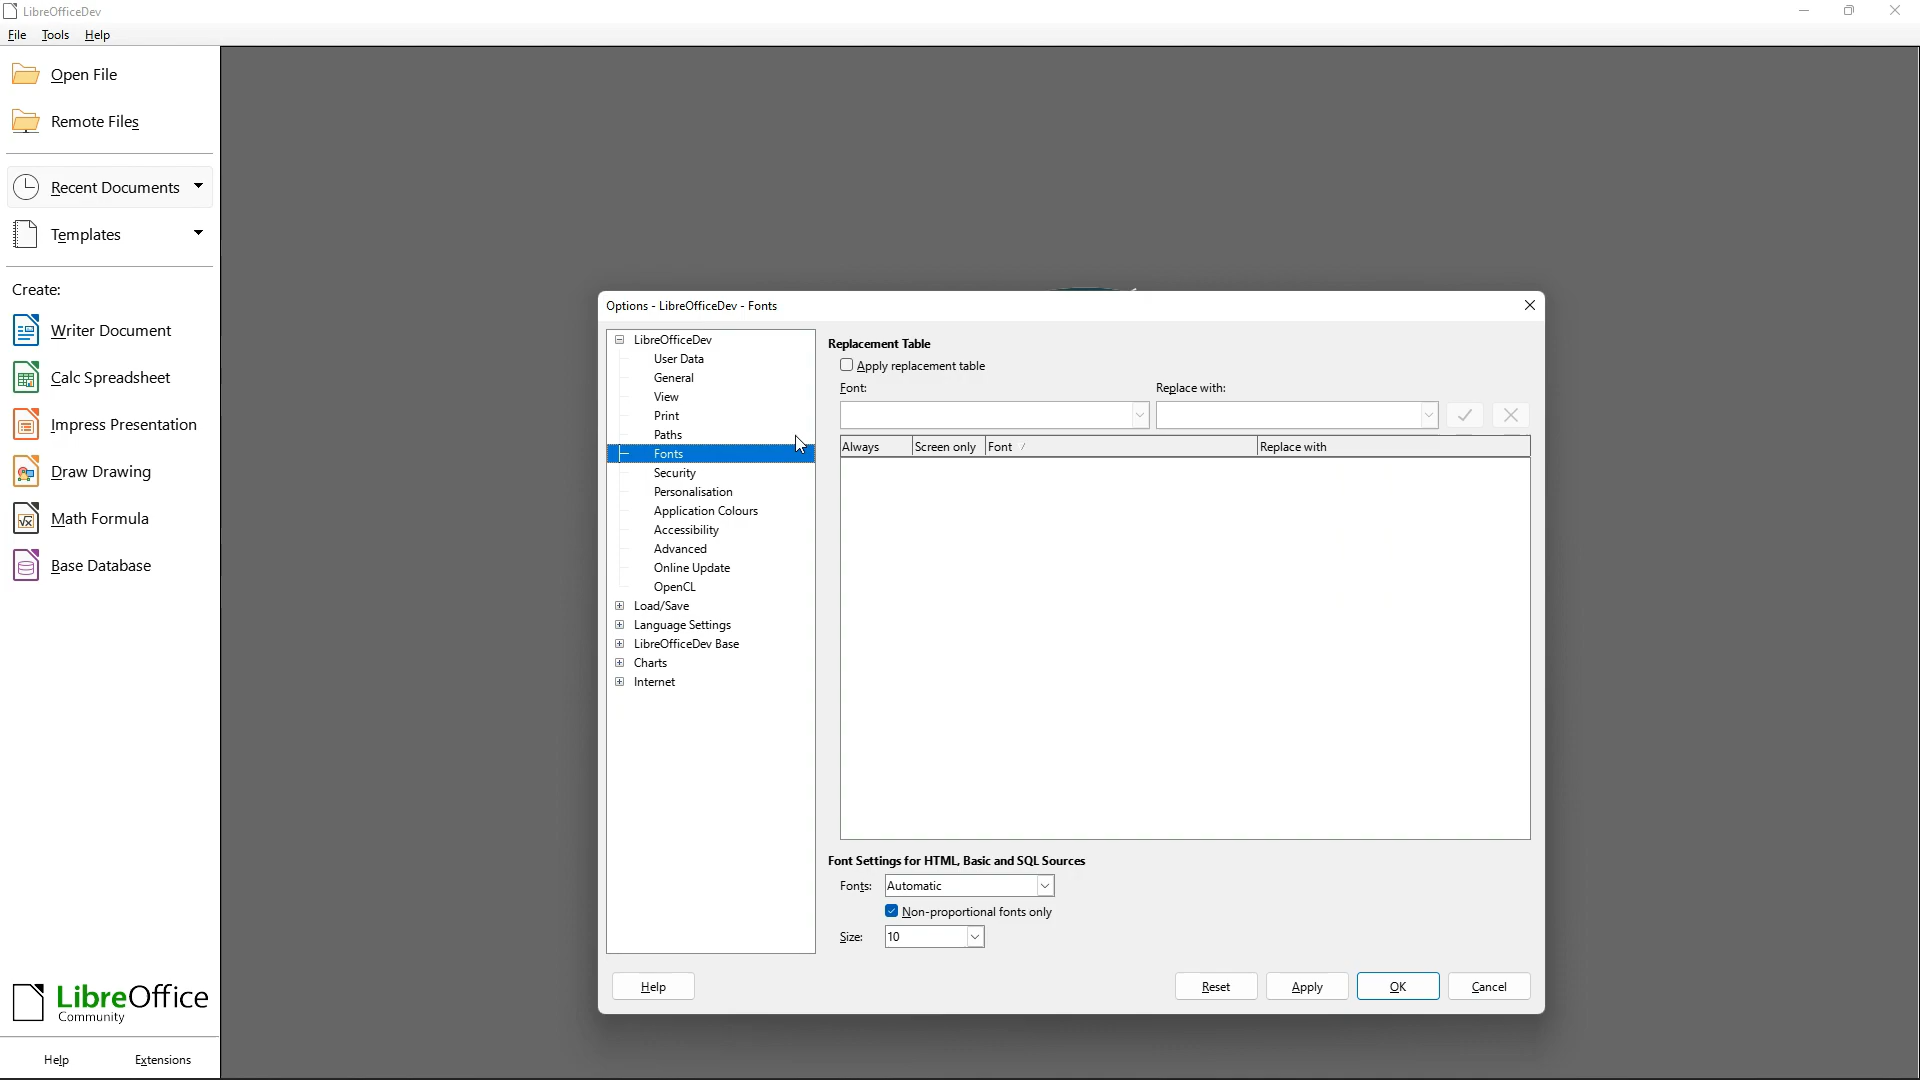 LibreOfficeDev
File Tools Help
Open File
Remote Files
Recent Documents
Templates
Create:
Writer Document
Calc Spreadsheet
Impress Presentation
Draw Drawing
Math Formula
Base Database
LibreOffice
Community
Help Extensions
Options - LibreOfficeDev - Fonts
LibreOfficeDev
User Data
General
View
Print
Paths
Fonts
Security
Personalisation
Application Colours
Accessibility
Advanced
Online Update
OpenCL
Load/Save
Language Settings
LibreOfficeDev Base
Charts
Internet
Replacement Table
Apply replacement table
Font: Replace with:
Always Screen only Font / Replace with
Font Settings for HTML, Basic and SQL Sources
Fonts: Automatic
Non-proportional fonts only
Size: 10
Help Reset Apply OK Cancel